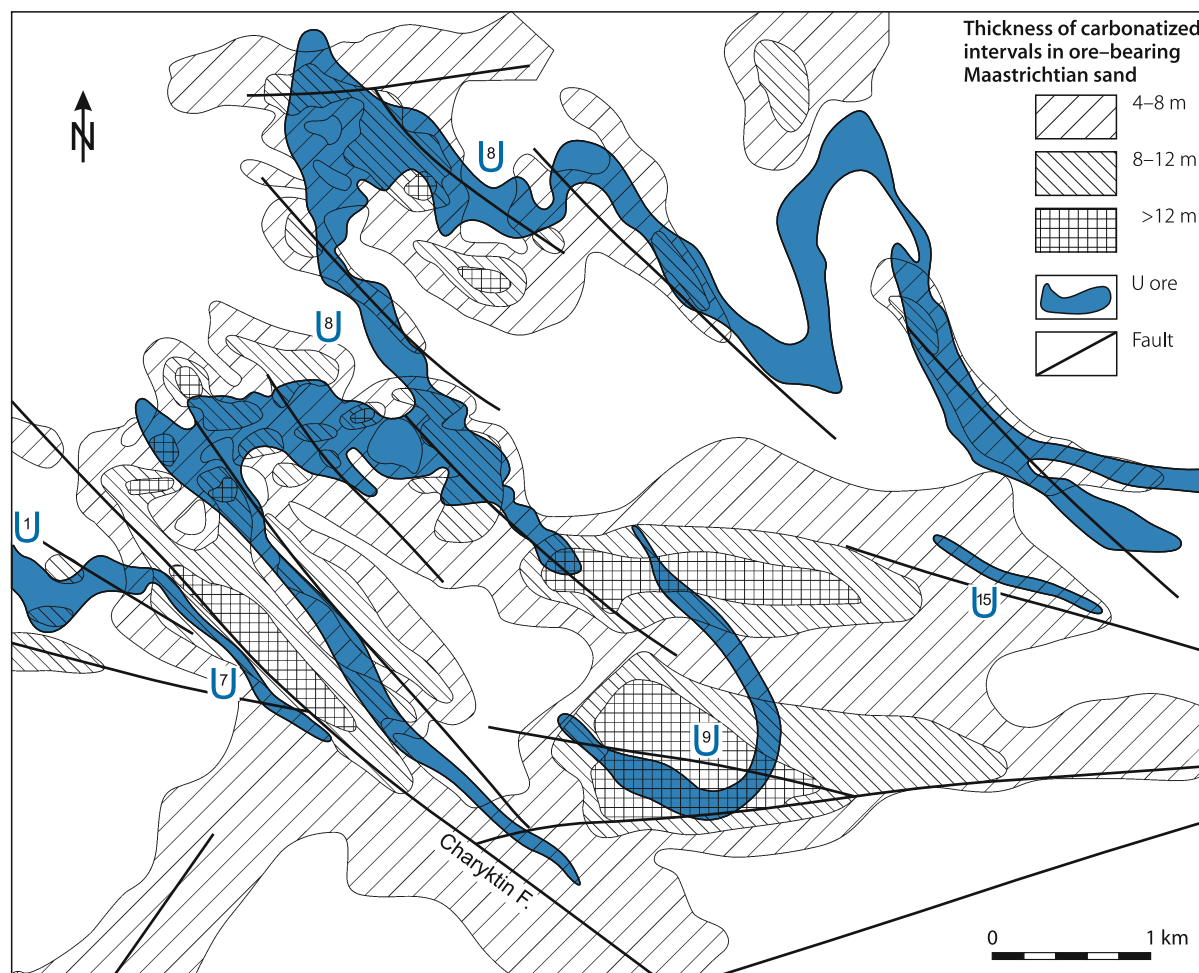 Thickness of carbonatized
intervals in ore–bearing
Maastrichtian sand
4–8 m
8–12 m
>12 m
U ore
Fault
N
U 8
U 8
U 1
U 15
U 7
U 9
Charyktin F.
0 1 km